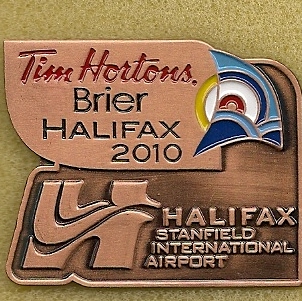 Tim Hortons.
Brier
HALIFAX
2010
HALIFAX
STANFIELD
INTERNATIONAL
AIRPORT